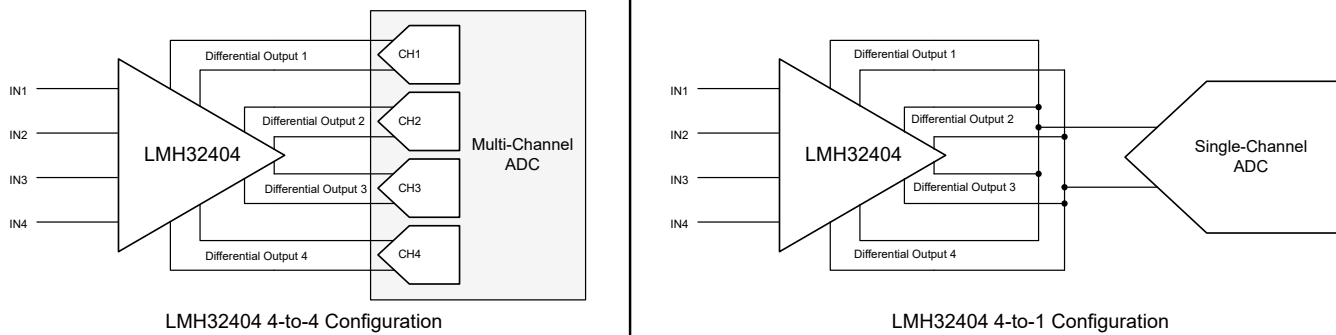 IN1
IN2
IN3
IN4
LMH32404
Differential Output 1
Differential Output 2
Differential Output 3
Differential Output 4
CH1
CH2
CH3
CH4
Multi-Channel
ADC
LMH32404 4-to-4 Configuration
IN1
IN2
IN3
IN4
LMH32404
Differential Output 1
Differential Output 2
Differential Output 3
Differential Output 4
Single-Channel
ADC
LMH32404 4-to-1 Configuration